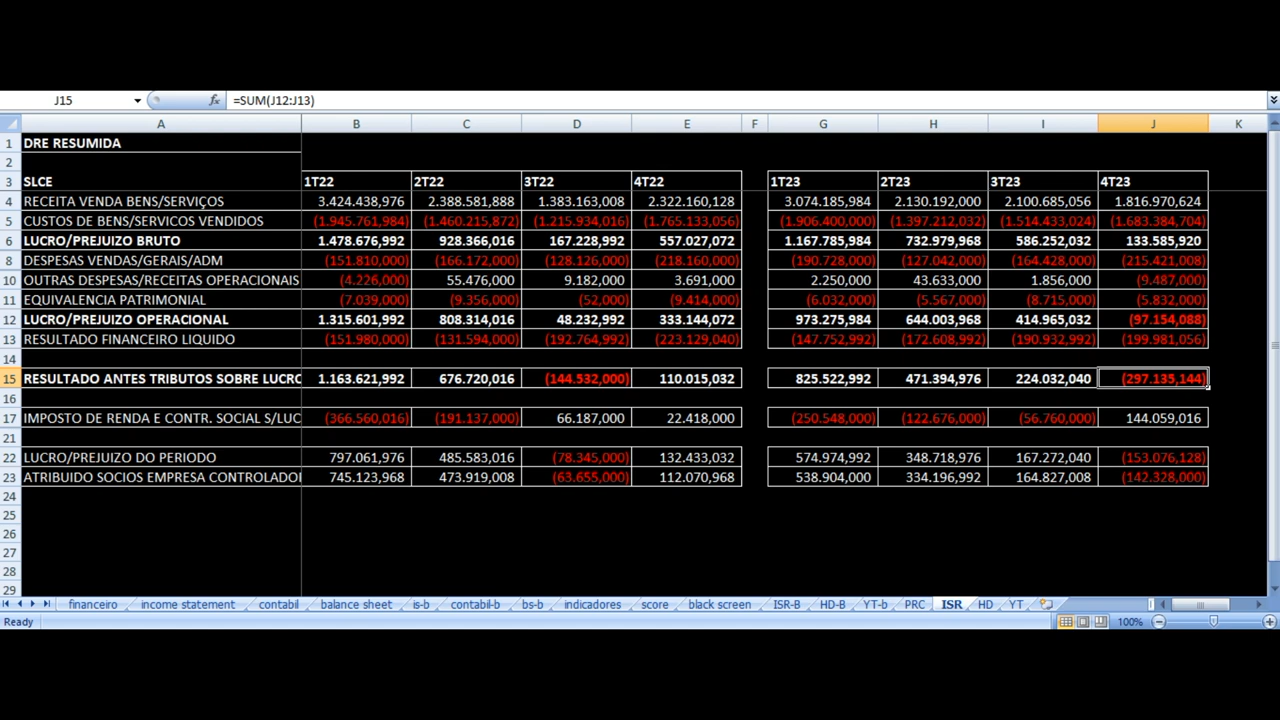 J15 fx =SUM(J12:J13)
A B C D E F G H I J K
1 DRE RESUMIDA
2
3 SLCE 1T22 2T22 3T22 4T22 1T23 2T23 3T23 4T23
4 RECEITA VENDA BENS/SERVIÇOS 3.424.438,976 2.388.581,888 1.383.163,008 2.322.160,128 3.074.185,984 2.130.192,000 2.100.685,056 1.816.970,624
5 CUSTOS DE BENS/SERVICOS VENDIDOS (1.945.761,984) (1.460.215,872) (1.215.934,016) (1.765.133,056) (1.906.400,000) (1.397.212,032) (1.514.433,024) (1.683.384,704)
6 LUCRO/PREJUIZO BRUTO 1.478.676,992 928.366,016 167.228,992 557.027,072 1.167.785,984 732.979,968 586.252,032 133.585,920
8 DESPESAS VENDAS/GERAIS/ADM (151.810,000) (166.172,000) (128.126,000) (218.160,000) (190.728,000) (127.042,000) (164.428,000) (215.421,008)
10 OUTRAS DESPESAS/RECEITAS OPERACIONAIS (4.226,000) 55.476,000 9.182,000 3.691,000 2.250,000 43.633,000 1.856,000 (9.487,000)
11 EQUIVALENCIA PATRIMONIAL (7.039,000) (9.356,000) (52,000) (9.414,000) (6.032,000) (5.567,000) (8.715,000) (5.832,000)
12 LUCRO/PREJUIZO OPERACIONAL 1.315.601,992 808.314,016 48.232,992 333.144,072 973.275,984 644.003,968 414.965,032 (97.154,088)
13 RESULTADO FINANCEIRO LIQUIDO (151.980,000) (131.594,000) (192.764,992) (223.129,040) (147.752,992) (172.608,992) (190.932,992) (199.981,056)
14
15 RESULTADO ANTES TRIBUTOS SOBRE LUCRO 1.163.621,992 676.720,016 (144.532,000) 110.015,032 825.522,992 471.394,976 224.032,040 (297.135,144)
16
17 IMPOSTO DE RENDA E CONTR. SOCIAL S/LUC (366.560,016) (191.137,000) 66.187,000 22.418,000 (250.548,000) (122.676,000) (56.760,000) 144.059,016
21
22 LUCRO/PREJUIZO DO PERIODO 797.061,976 485.583,016 (78.345,000) 132.433,032 574.974,992 348.718,976 167.272,040 (153.076,128)
23 ATRIBUIDO SOCIOS EMPRESA CONTROLADO 745.123,968 473.919,008 (63.655,000) 112.070,968 538.904,000 334.196,992 164.827,008 (142.328,000)
24
25
26
27
28
29
financeiro income statement contabil balance sheet is-b contabil-b bs-b indicadores score black screen ISR-B HD-B YT-b PRC ISR HD YT
Ready 100%